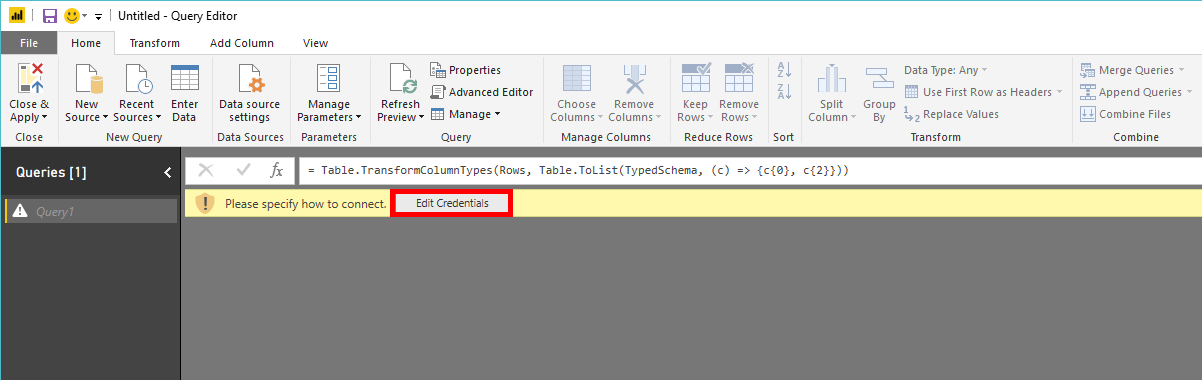 Untitled - Query Editor
File Home Transform Add Column View
Close & Apply
New Source
Recent Sources
Enter Data
Data source settings
Manage Parameters
Refresh Preview
Properties
Advanced Editor
Manage
Choose Columns
Remove Columns
Keep Rows
Remove Rows
A
Z
Z
A
Split Column
Group By
Data Type: Any
Use First Row as Headers
1
2
Replace Values
Merge Queries
Append Queries
Combine Files
Close New Query Data Sources Parameters Query Manage Columns Reduce Rows Sort Transform Combine
Queries [1]
fx = Table.TransformColumnTypes(Rows, Table.ToList(TypedSchema, (c) => {c{0}, c{2}}))
Query1
Please specify how to connect. Edit Credentials